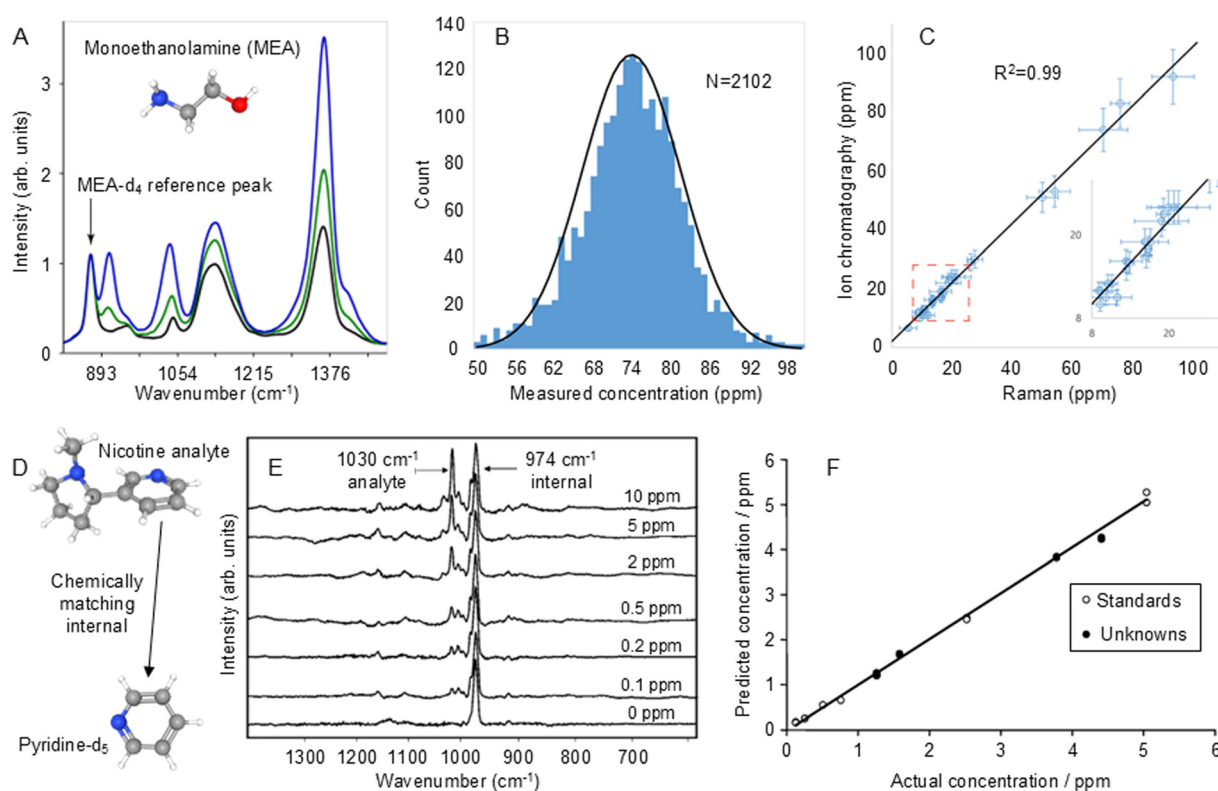 A
Monoethanolamine (MEA)
MEA-d4 reference peak
Intensity (arb. units)
3
2
1
0
893 1054 1215 1376
Wavenumber (cm-1)
B
N=2102
Count
140
120
100
80
60
40
20
0
50 56 62 68 74 80 86 92 98
Measured concentration (ppm)
C
R2=0.99
Ion chromatography (ppm)
100
80
60
40
20
0
20
8
8 20
0 20 40 60 80 100
Raman (ppm)
D
Nicotine analyte
Chemically
matching
internal
Pyridine-d5
E
1030 cm-1
analyte
974 cm-1
internal
10 ppm
5 ppm
2 ppm
0.5 ppm
0.2 ppm
0.1 ppm
0 ppm
Intensity (arb. units)
1300 1200 1100 1000 900 800 700
Wavenumber (cm-1)
F
Predicted concentration / ppm
6
5
4
3
2
1
0
Standards
Unknowns
0 1 2 3 4 5 6
Actual concentration / ppm